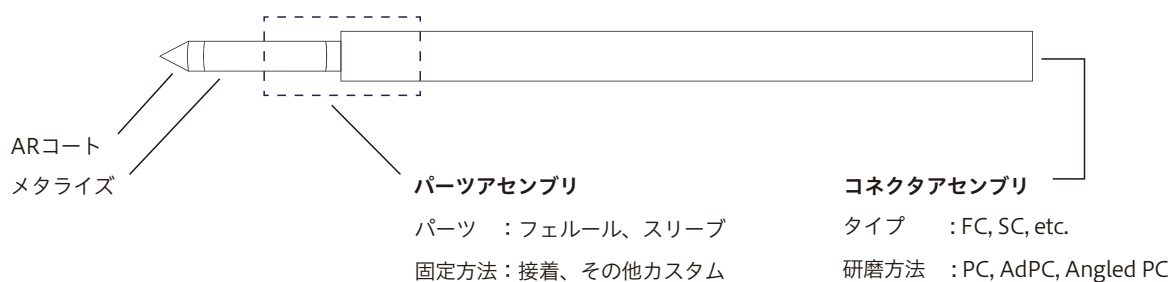 ARコート
メタライズ
パーツアセンブリ
パーツ ：フェルール、スリーブ
固定方法：接着、その他カスタム
コネクタアセンブリ
タイプ ：FC, SC, etc.
研磨方法 ：PC, AdPC, Angled PC